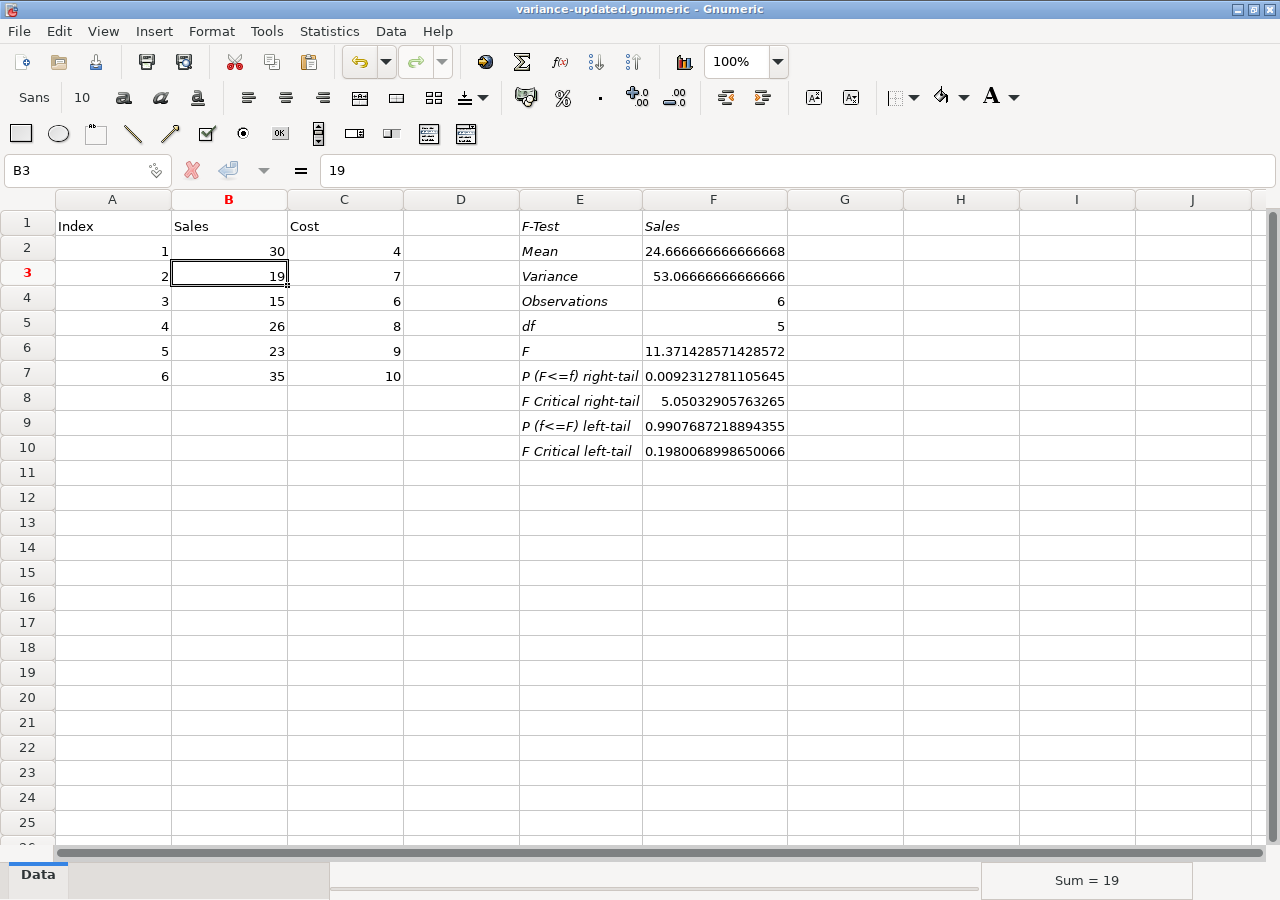 variance-updated.gnumeric - Gnumeric
File Edit View Insert Format Tools Statistics Data Help
f(x) 100%
Sans 10 a a a % .00 .00 A A A
ab OK
B3 = 19
A B C D E F G H I J
1 Index Sales Cost F-Test Sales
2 1 30 4 Mean 24.666666666666668
3 2 19 7 Variance 53.06666666666666
4 3 15 6 Observations 6
5 4 26 8 df 5
6 5 23 9 F 11.371428571428572
7 6 35 10 P (F<=f) right-tail 0.0092312781105645
8 F Critical right-tail 5.05032905763265
9 P (f<=F) left-tail 0.9907687218894355
10 F Critical left-tail 0.1980068998650066
11
12
13
14
15
16
17
18
19
20
21
22
23
24
25
26
Data Sum = 19